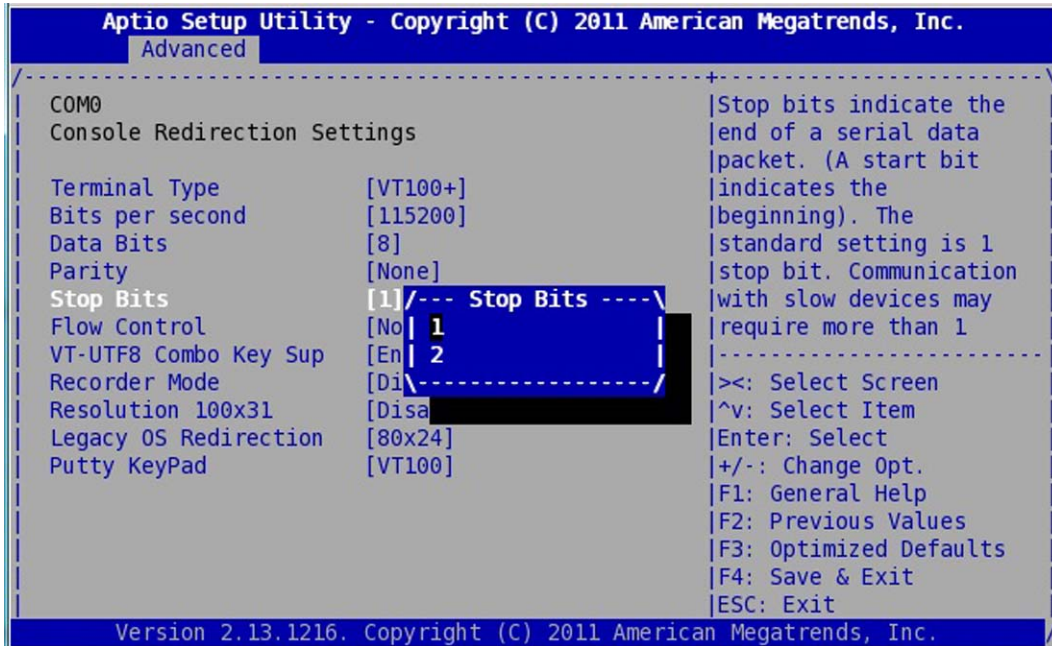 Aptio Setup Utility - Copyright (C) 2011 American Megatrends, Inc.
Advanced
COM0
Console Redirection Settings
Terminal Type [VT100+]
Bits per second [115200]
Data Bits [8]
Parity [None]
Stop Bits [1]
Flow Control [No
VT-UTF8 Combo Key Sup [En
Recorder Mode [Di
Resolution 100x31 [Disa
Legacy OS Redirection [80x24]
Putty KeyPad [VT100]
Stop Bits
1
2
Stop bits indicate the
end of a serial data
packet. (A start bit
indicates the
beginning). The
standard setting is 1
stop bit. Communication
with slow devices may
require more than 1
><: Select Screen
^v: Select Item
Enter: Select
+/-: Change Opt.
F1: General Help
F2: Previous Values
F3: Optimized Defaults
F4: Save & Exit
ESC: Exit
Version 2.13.1216. Copyright (C) 2011 American Megatrends, Inc.